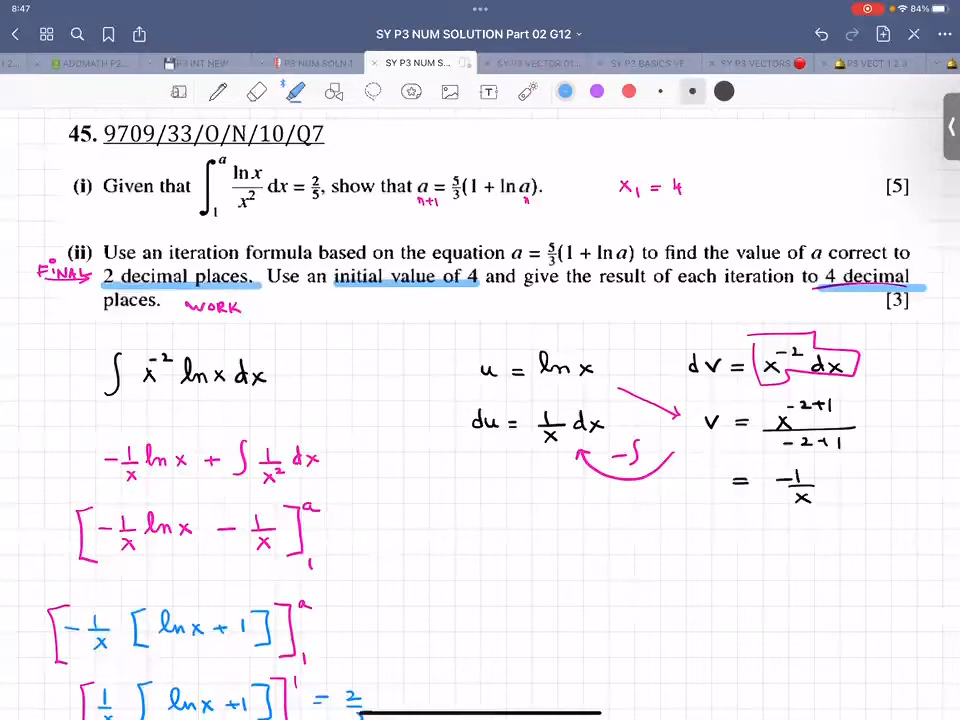 8:47
84%
SY P3 NUM SOLUTION Part 02 G12
ADOMATH P2... P3 INT NEW P3 NUM SOLN 1 SY P3 NUM S... SY P3 VECTOR 01... SY P3 BASICS VE... SY P3 VECTORS P3 VECT 1 2 3
45. 9709/33/O/N/10/Q7
(i) Given that ∫₁ᵃ ln x / x² dx = 2/5, show that a = 5/3(1 + ln a). [5]
n+1 n x₁ = 4
(ii) Use an iteration formula based on the equation a = 5/3(1 + ln a) to find the value of a correct to
FINAL 2 decimal places. Use an initial value of 4 and give the result of each iteration to 4 decimal
places. WORK [3]
∫ x⁻² ln x dx u = ln x dv = x⁻² dx
du = 1/x dx v = x⁻²⁺¹ / -2+1
-1/x ln x + ∫ 1/x² dx -∫
= -1/x
[-1/x ln x - 1/x]₁ᵃ
[-1/x [ln x + 1]]₁ᵃ
[1/x [ln x + 1]]¹ = 2